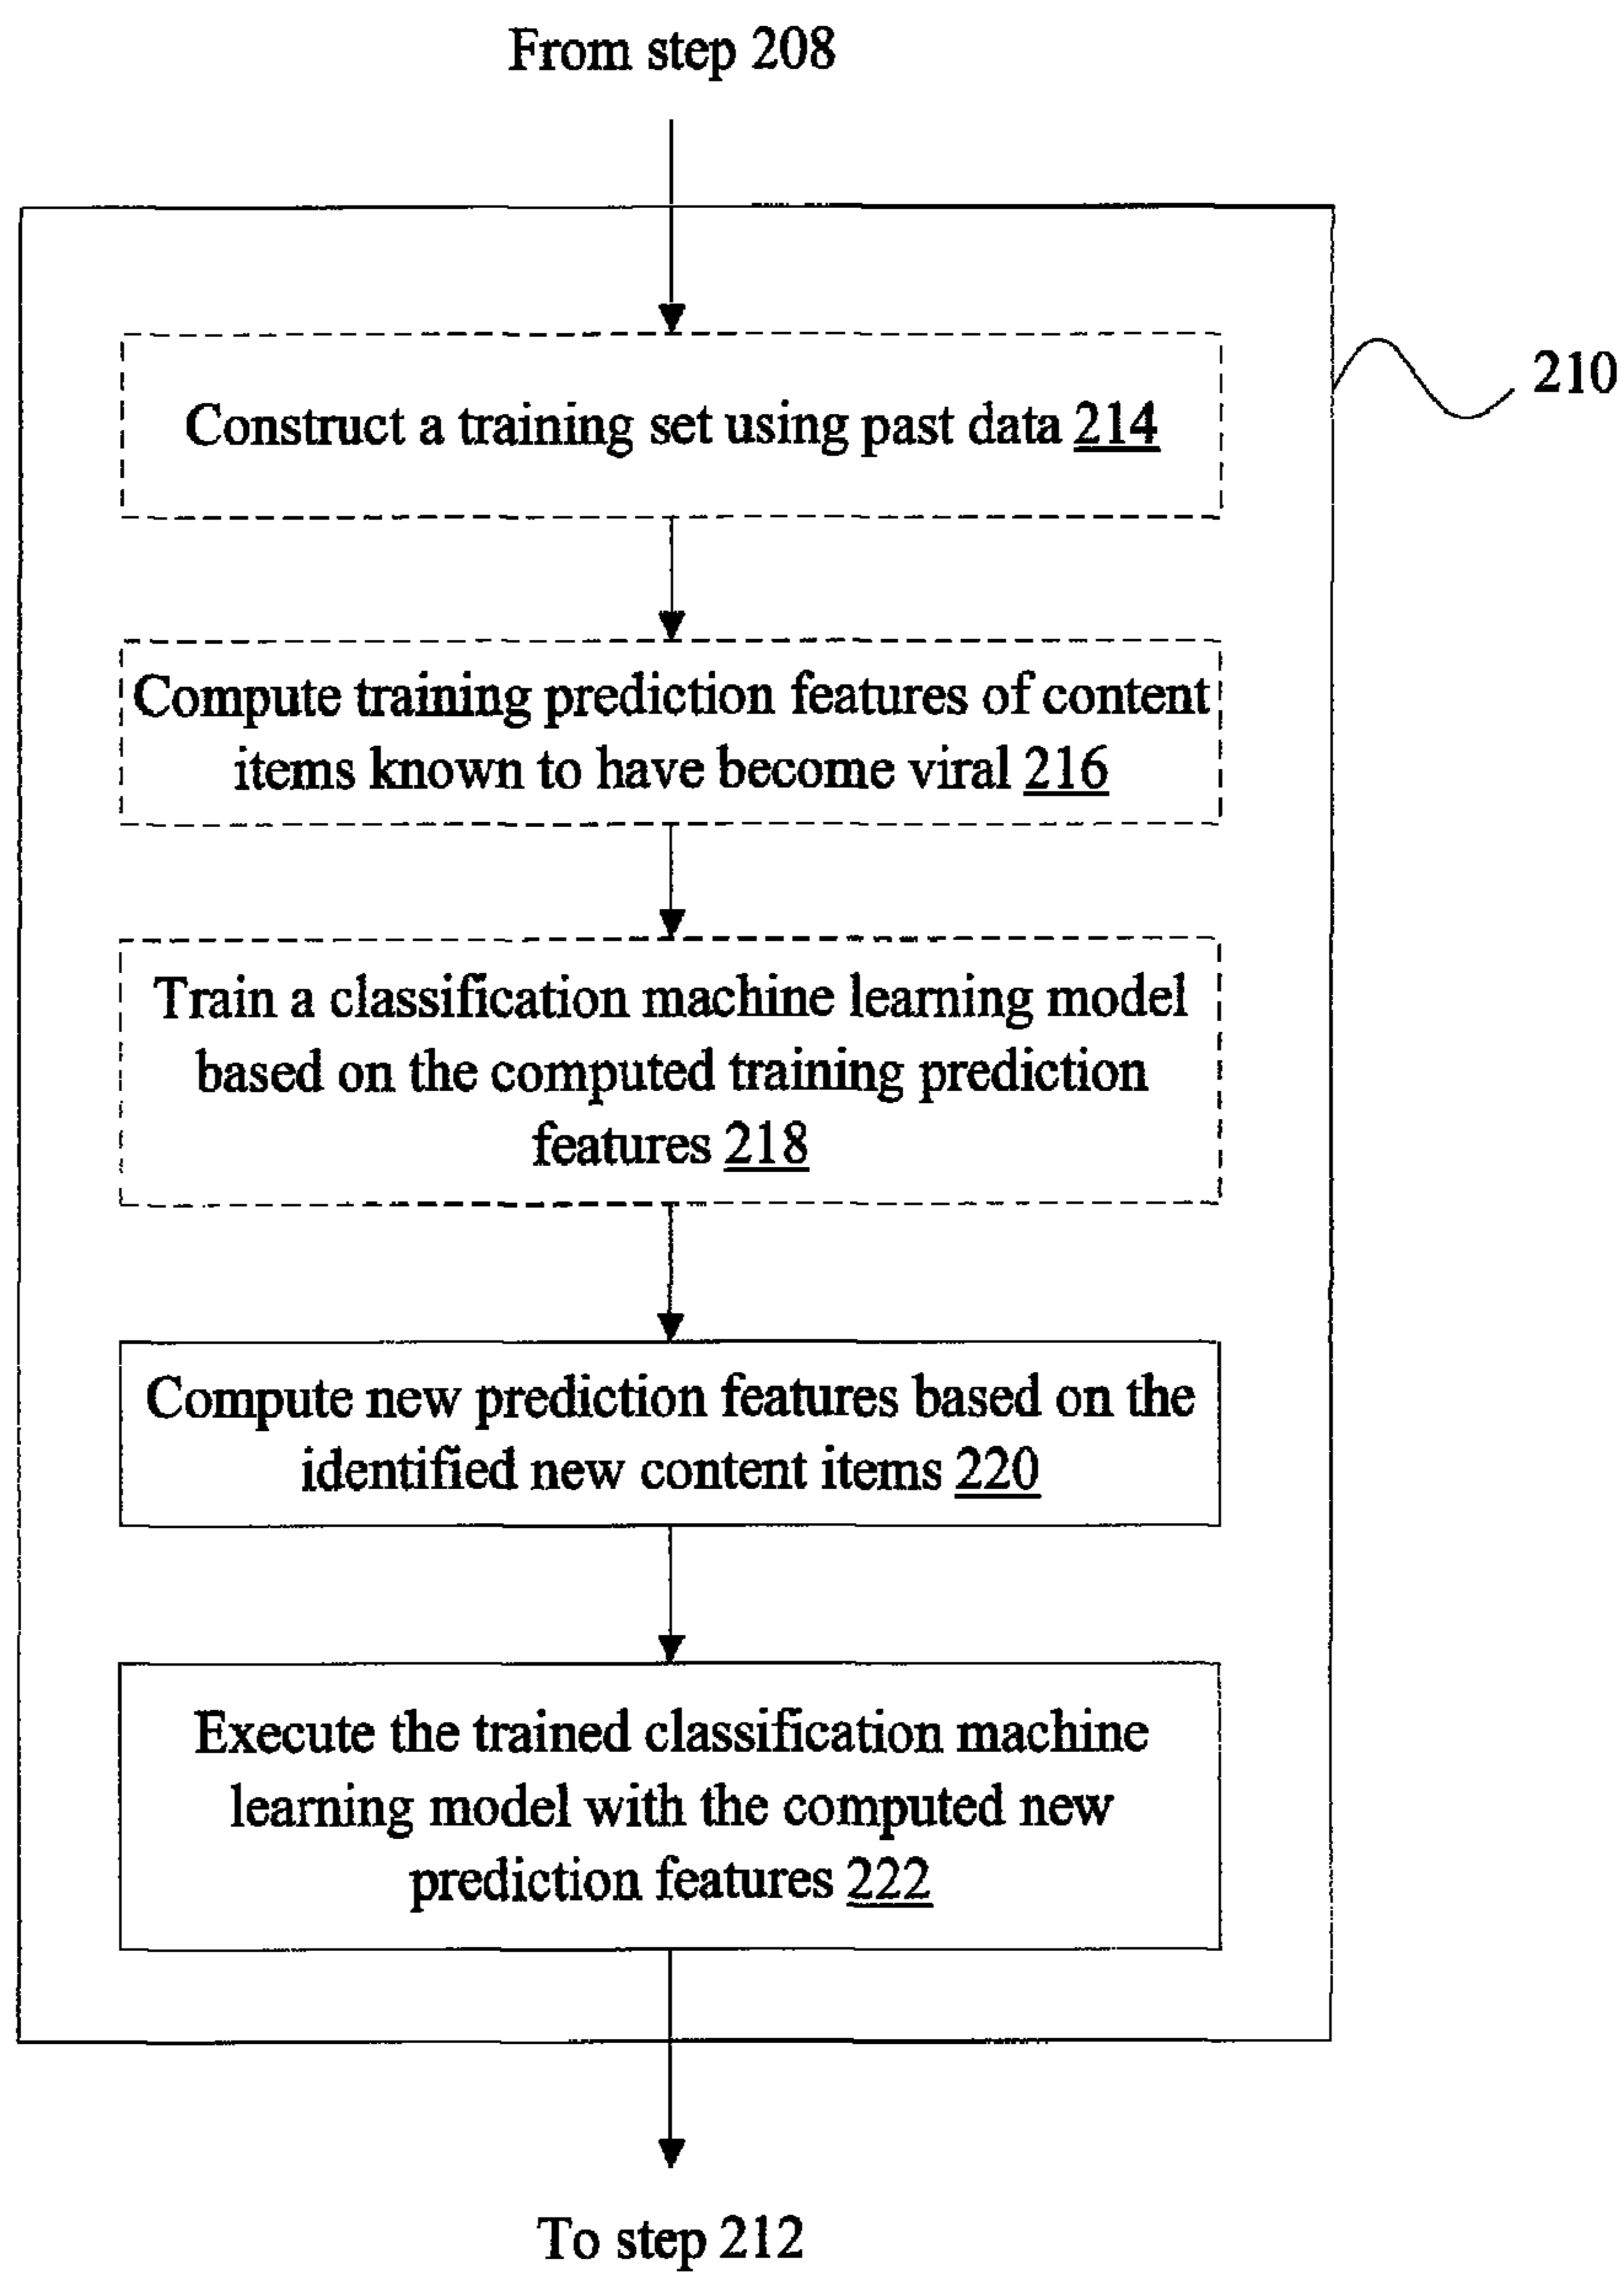 From step 208
210
Construct a training set using past data 214
Compute training prediction features of content
items known to have become viral 216
Train a classification machine learning model
based on the computed training prediction
features 218
Compute new prediction features based on the
identified new content items 220
Execute the trained classification machine
learning model with the computed new
prediction features 222
To step 212